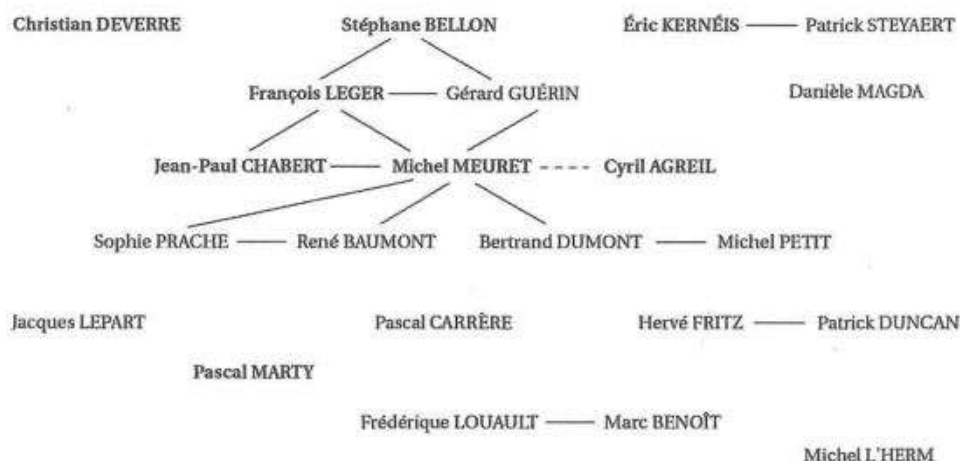 Christian DEVERRE Stéphane BELLON Éric KERNÉIS Patrick STEYAERT
François LEGER Gérard GUÉRIN Danièle MAGDA
Jean-Paul CHABERT Michel MEURET Cyril AGREIL
Sophie PRACHE René BAUMONT Bertrand DUMONT Michel PETIT
Jacques LEPART Pascal CARRÈRE Hervé FRITZ Patrick DUNCAN
Pascal MARTY
Frédérique LOUAULT Marc BENOÎT
Michel L'HERM